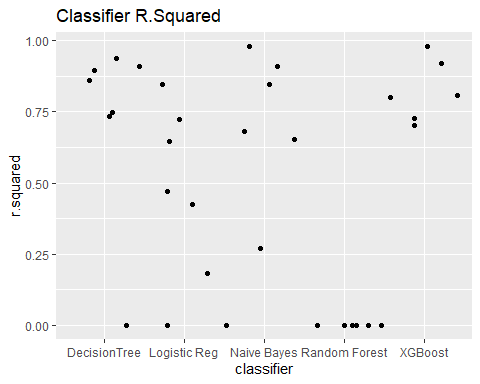 Classifier R.Squared
1.00
0.75
0.50
0.25
0.00
r.squared
DecisionTree Logistic Reg Naive Bayes Random Forest XGBoost
classifier